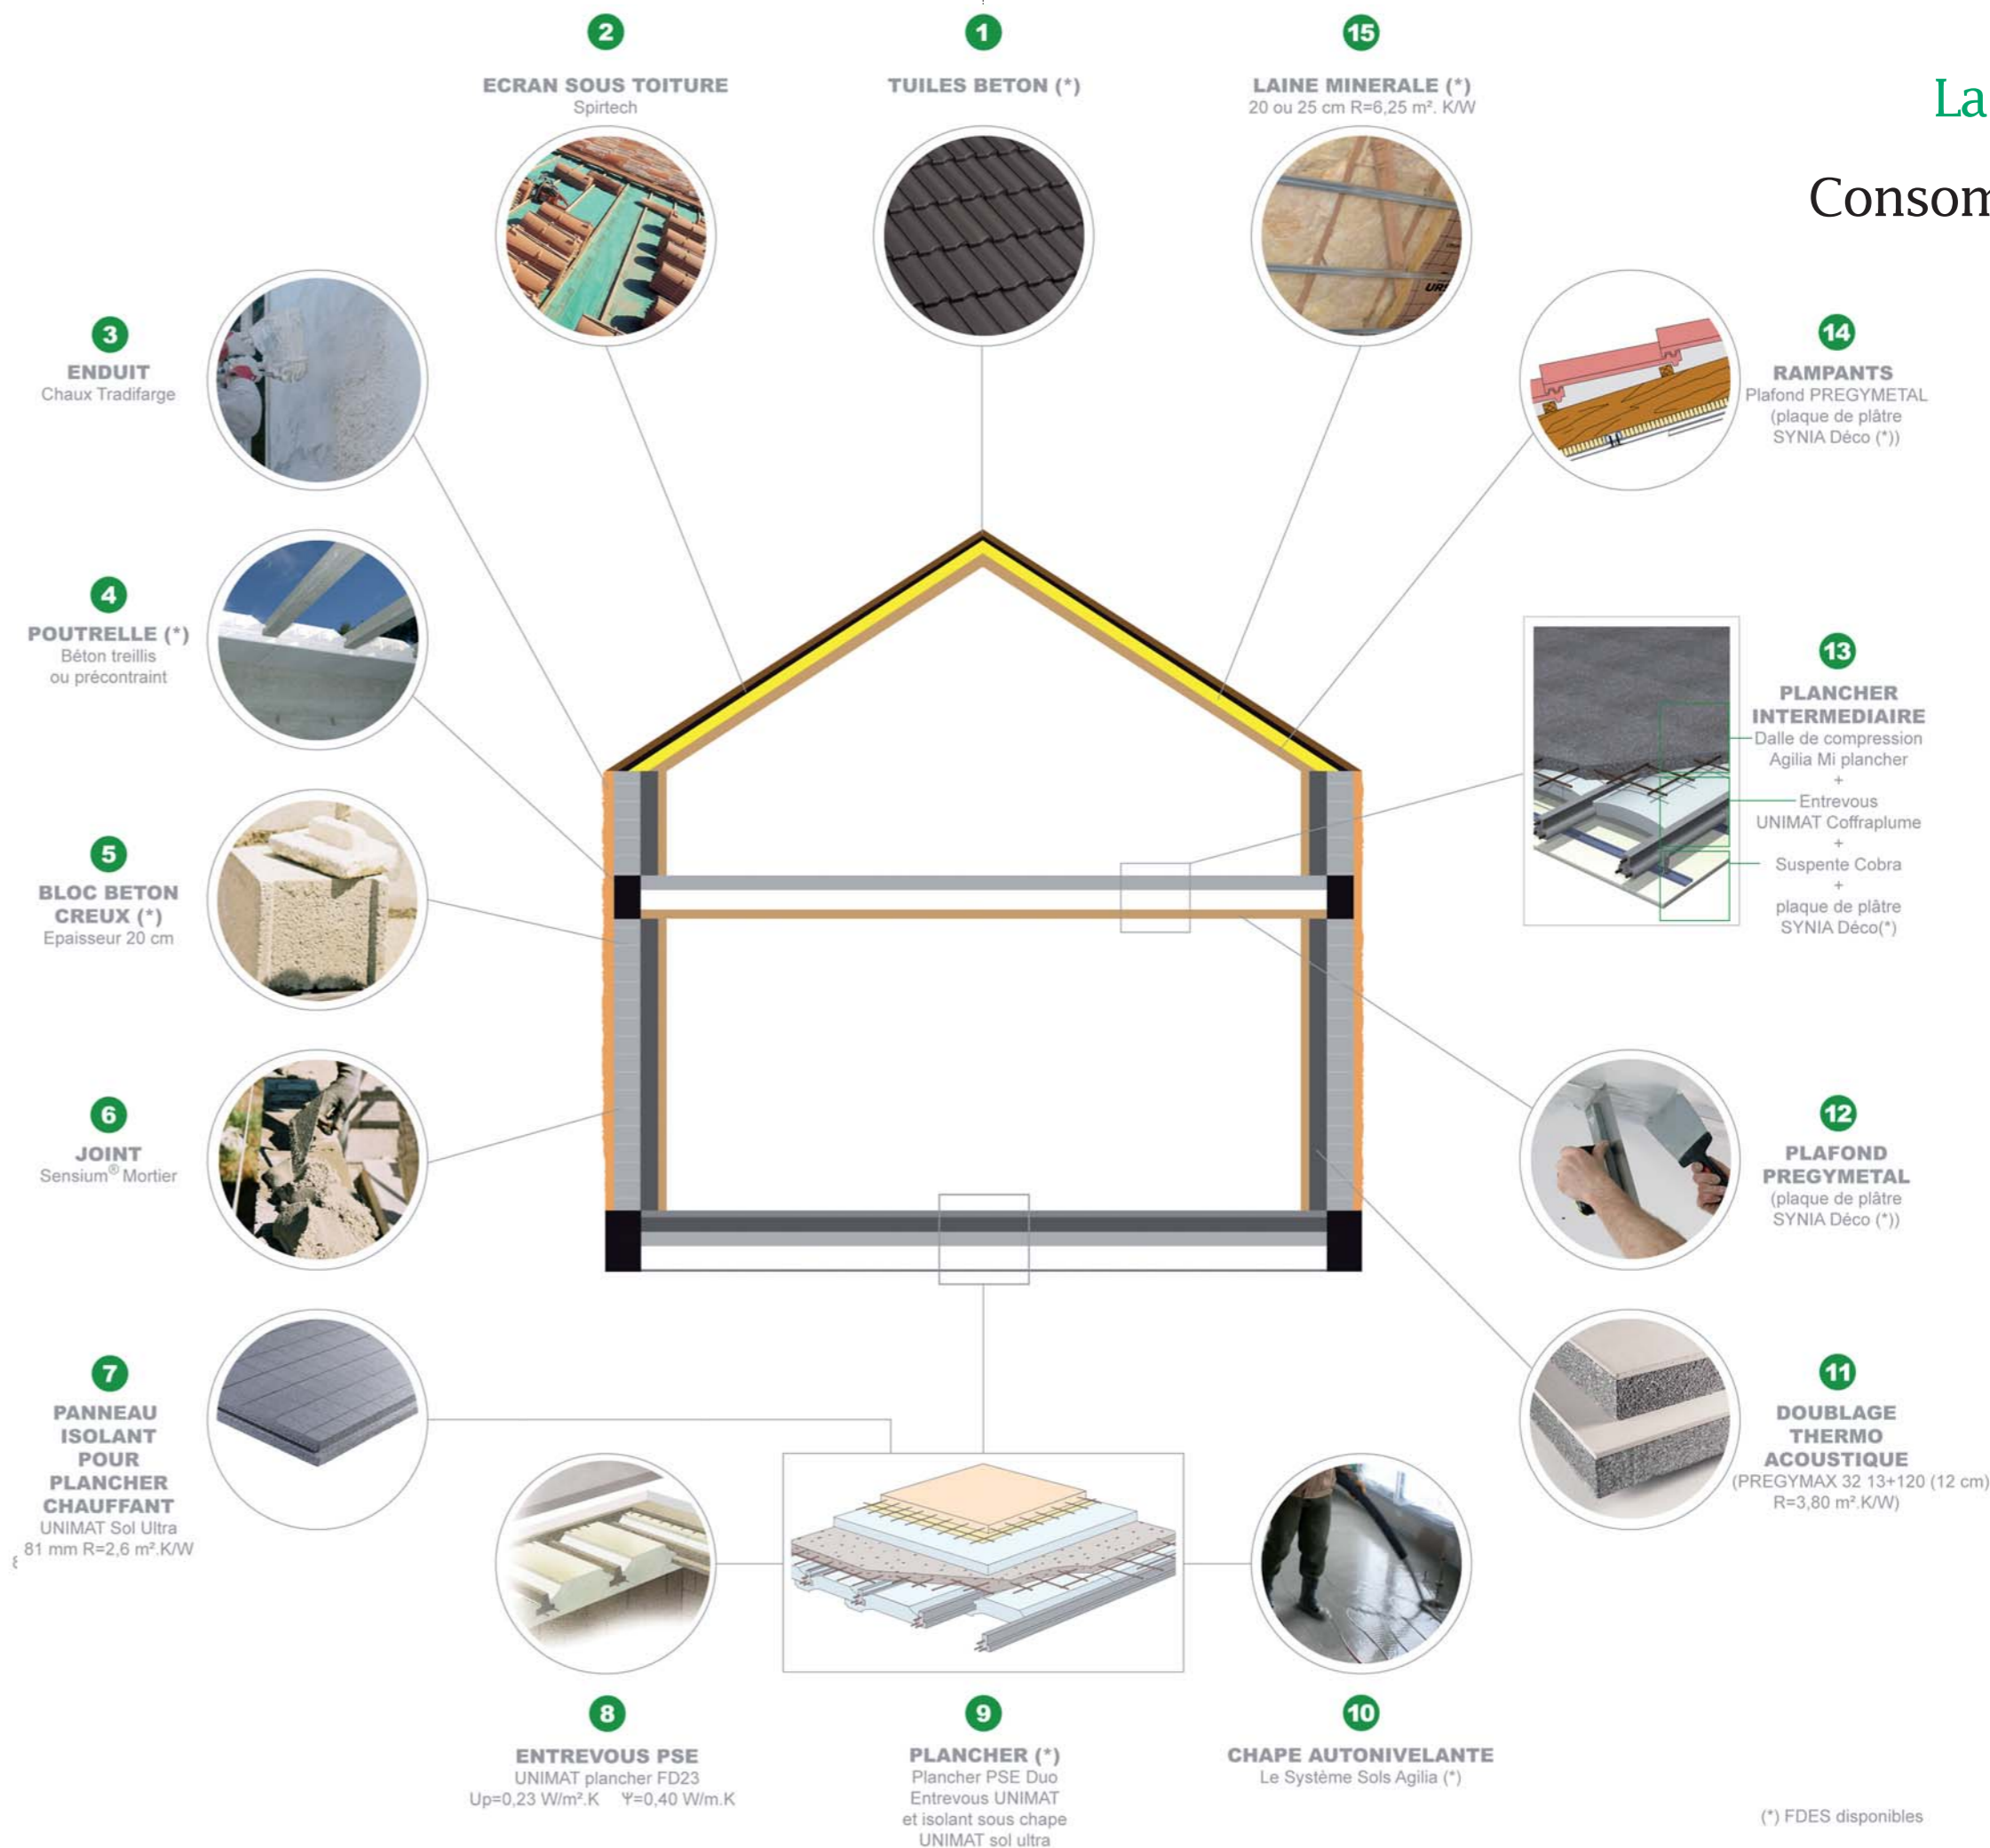 2
ECRAN SOUS TOITURE
Spirtech
1
TUILES BETON (*)
15
LAINE MINERALE (*)
20 ou 25 cm R=6,25 m². K/W
La
Conso
3
ENDUIT
Chaux Tradifarge
14
RAMPANTS
Plafond PREGYMETAL
(plaque de plâtre
SYNIA Déco (*))
4
POUTRELLE (*)
Béton treillis
ou précontraint
13
PLANCHER
INTERMEDIAIRE
Dalle de compression
Agilia Mi plancher
+
Entrevous
UNIMAT Coffraplume
+
Suspente Cobra
+
plaque de plâtre
SYNIA Déco(*)
5
BLOC BETON
CREUX (*)
Epaisseur 20 cm
6
JOINT
Sensium® Mortier
12
PLAFOND
PREGYMETAL
(plaque de plâtre
SYNIA Déco (*))
7
PANNEAU
ISOLANT
POUR
PLANCHER
CHAUFFANT
UNIMAT Sol Ultra
81 mm R=2,6 m².K/W
11
DOUBLAGE
THERMO
ACOUSTIQUE
(PREGYMAX 32 13+120 (12 cm)
R=3,80 m².K/W)
8
ENTREVOUS PSE
UNIMAT plancher FD23
Up=0,23 W/m².K Ψ=0,40 W/m.K
9
PLANCHER (*)
Plancher PSE Duo
Entrevous UNIMAT
et isolant sous chape
UNIMAT sol ultra
10
CHAPE AUTONIVELANTE
Le Système Sols Agilia (*)
(*) FDES disponibles